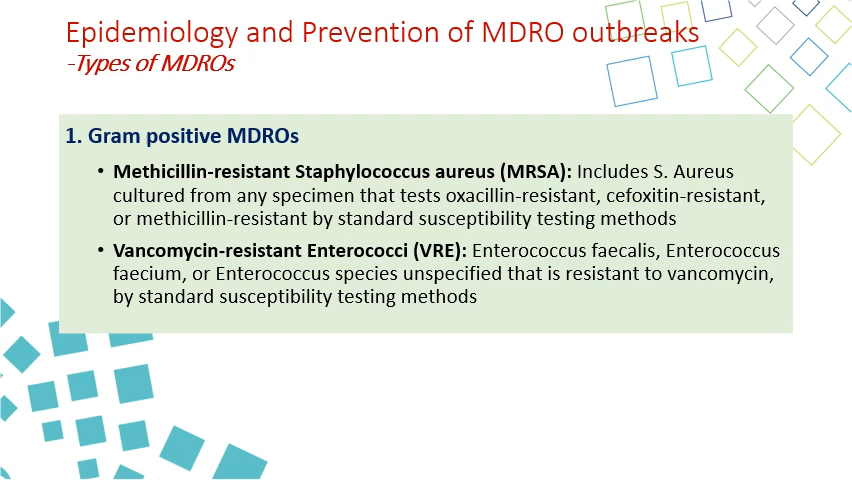 Epidemiology and Prevention of MDRO outbreaks
-Types of MDROs
1. Gram positive MDROs
• Methicillin-resistant Staphylococcus aureus (MRSA): Includes S. Aureus
cultured from any specimen that tests oxacillin-resistant, cefoxitin-resistant,
or methicillin-resistant by standard susceptibility testing methods
• Vancomycin-resistant Enterococci (VRE): Enterococcus faecalis, Enterococcus
faecium, or Enterococcus species unspecified that is resistant to vancomycin,
by standard susceptibility testing methods